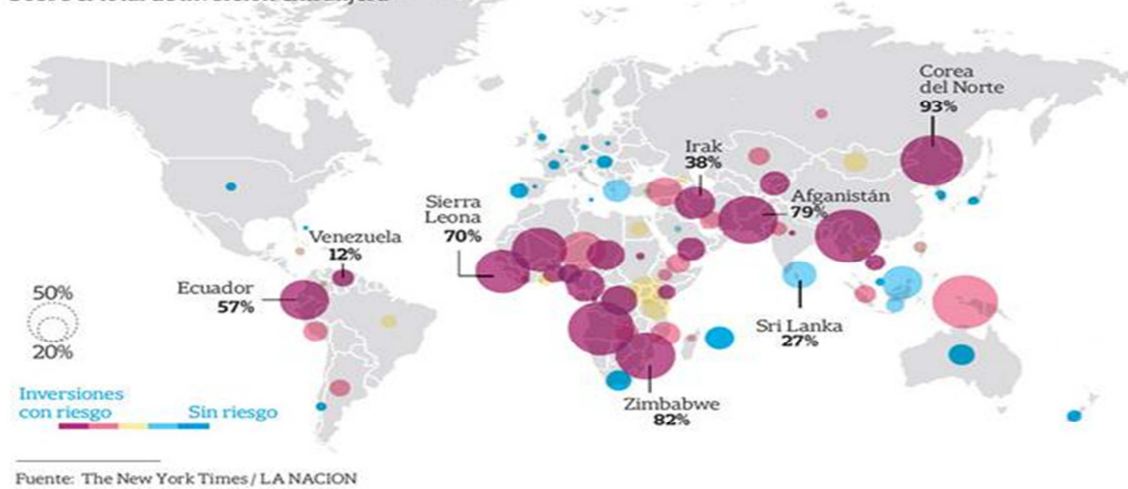 Corea
del Norte
93%
Irak
38%
Afganistán
79%
Sierra
Leona
70%
Venezuela
12%
Ecuador
57%
50%
20%
Sri Lanka
27%
Zimbabwe
82%
Inversiones
con riesgo
Sin riesgo
Fuente: The New York Times / LA NACION